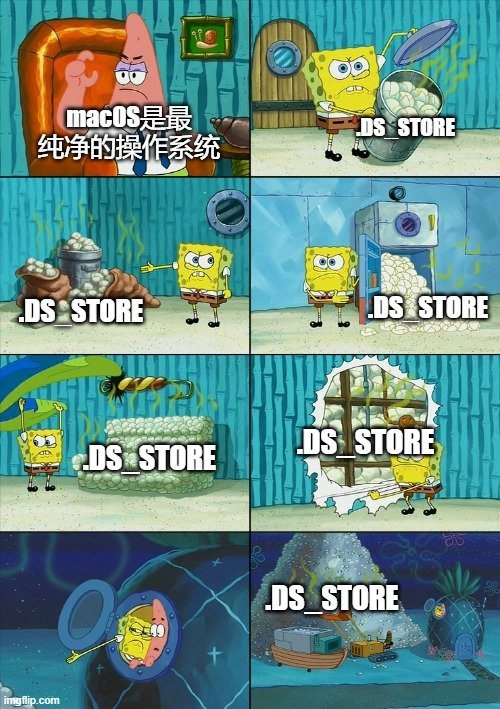 macOS是最
纯净的操作系统
.DS_STORE
.DS_STORE
.DS_STORE
.DS_STORE
.DS_STORE
.DS_STORE
imgflip.com